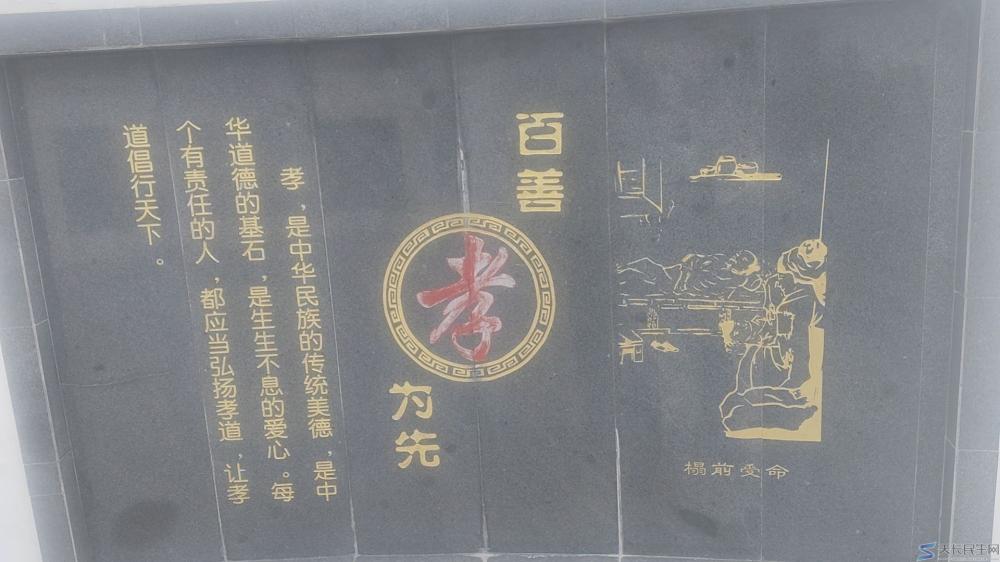 百善
孝
为先
孝，是中华民族的传统美德，是中
华道德的基石，是生生不息的爱心。每
个有责任的人，都应当弘扬孝道，让孝
道倡行天下。
榻前受命
天长民生网